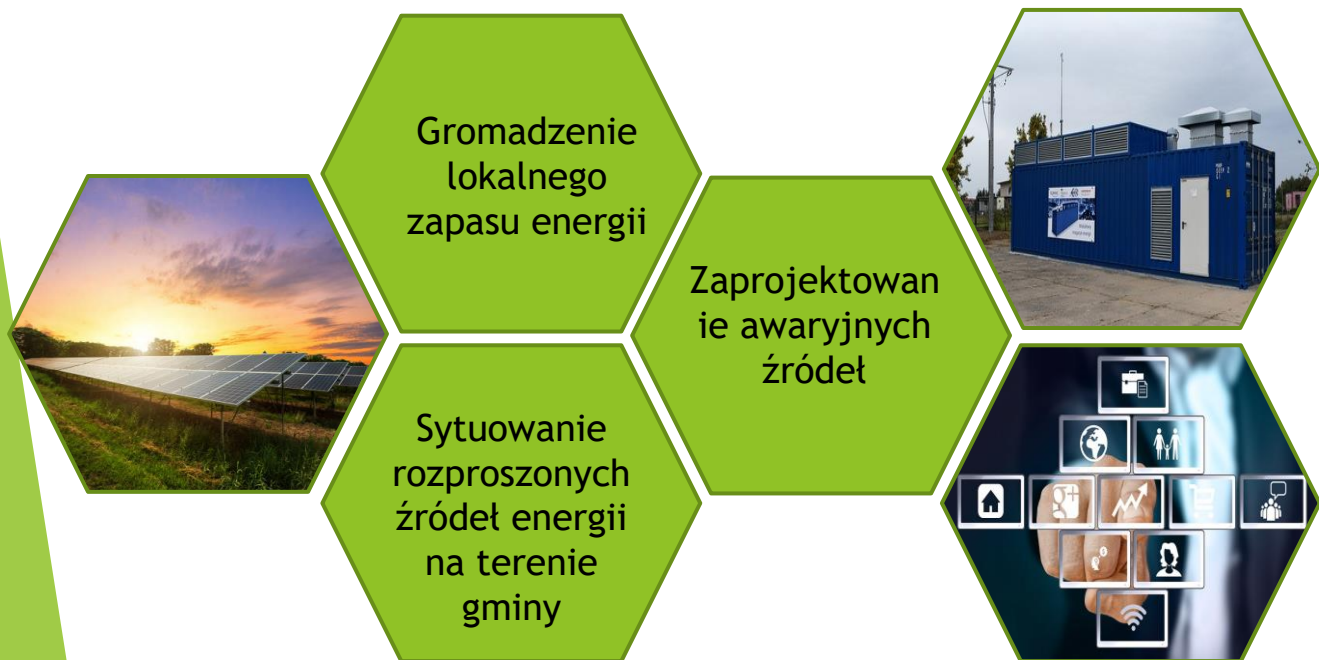 Gromadzenie
lokalnego
zapasu energii
Zaprojektowan
ie awaryjnych
źródeł
Sytuowanie
rozproszonych
źródeł energii
na terenie
gminy